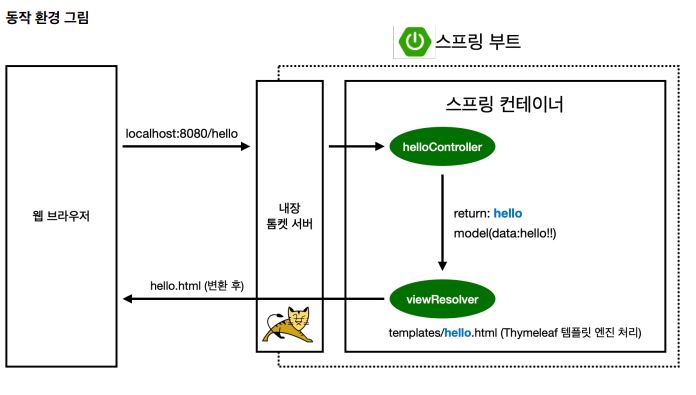 동작 환경 그림
스프링 부트
스프링 컨테이너
localhost:8080/hello
helloController
웹 브라우저
내장
톰켓 서버
return: hello
model(data:hello!!)
hello.html (변환 후)
viewResolver
templates/hello.html (Thymeleaf 템플릿 엔진 처리)